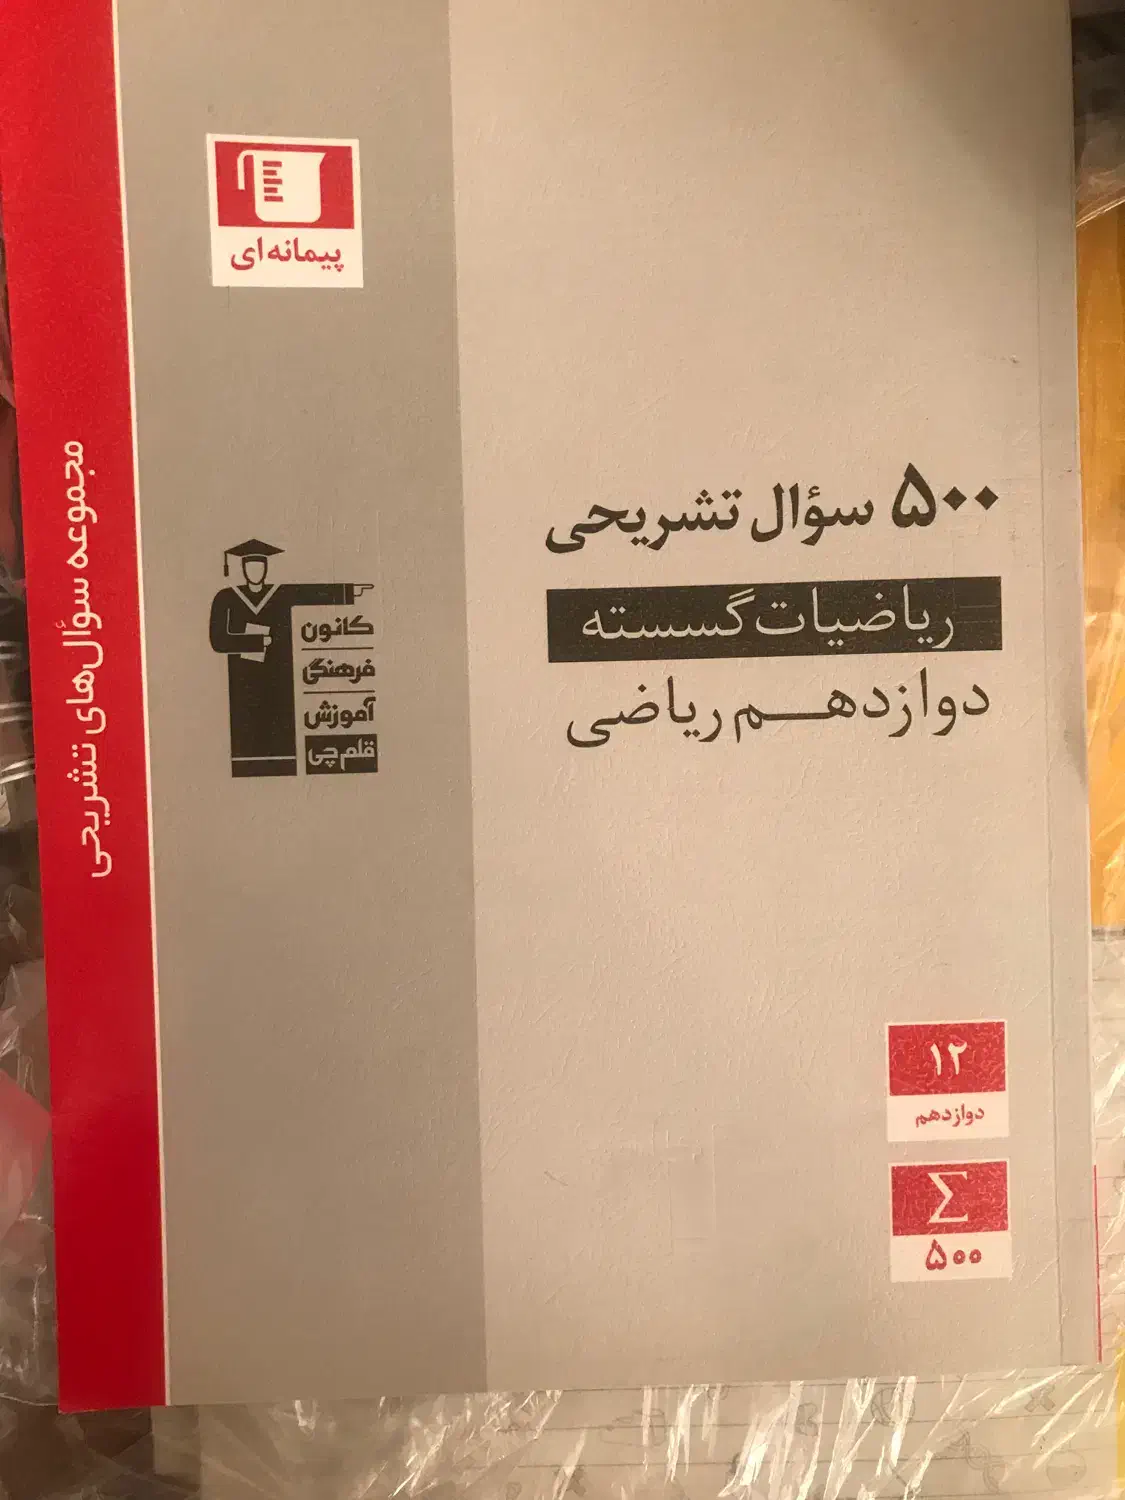 پیمانه‌ای
۵۰۰ سؤال تشریحی
ریاضیات گسسته
دوازدهم ریاضی
کانون
فرهنگی
آموزش
قلم‌چی
مجموعه سؤال‌های تشریحی
۱۲
دوازدهم
Σ
۵۰۰